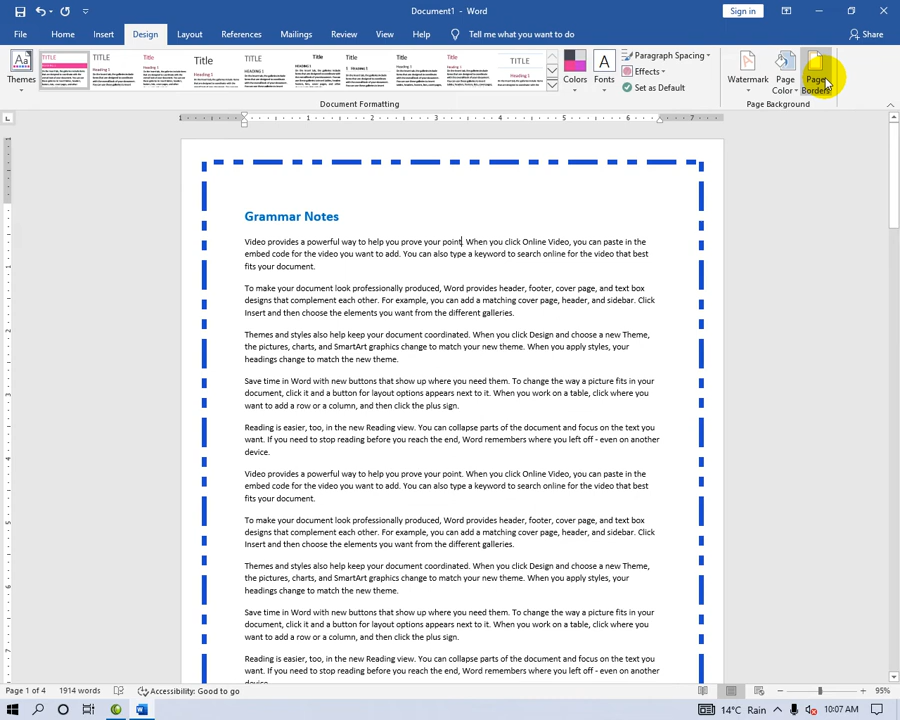 Document1 - Word
Sign in
File Home Insert Design Layout References Mailings Review View Help Tell me what you want to do Share
Themes
TITLE Title Title TITLE Title TITLE Title TITLE
Heading 1
Colors
Fonts
Paragraph Spacing
Effects
Set as Default
Watermark
Page Color
Page Borders
Document Formatting
Page Background
1 1 2 3 4 5 6 7
Grammar Notes
Video provides a powerful way to help you prove your point. When you click Online Video, you can paste in the
embed code for the video you want to add. You can also type a keyword to search online for the video that best
fits your document.
To make your document look professionally produced, Word provides header, footer, cover page, and text box
designs that complement each other. For example, you can add a matching cover page, header, and sidebar. Click
Insert and then choose the elements you want from the different galleries.
Themes and styles also help keep your document coordinated. When you click Design and choose a new Theme,
the pictures, charts, and SmartArt graphics change to match your new theme. When you apply styles, your
headings change to match the new theme.
Save time in Word with new buttons that show up where you need them. To change the way a picture fits in your
document, click it and a button for layout options appears next to it. When you work on a table, click where you
want to add a row or a column, and then click the plus sign.
Reading is easier, too, in the new Reading view. You can collapse parts of the document and focus on the text you
want. If you need to stop reading before you reach the end, Word remembers where you left off - even on another
device.
Video provides a powerful way to help you prove your point. When you click Online Video, you can paste in the
embed code for the video you want to add. You can also type a keyword to search online for the video that best
fits your document.
To make your document look professionally produced, Word provides header, footer, cover page, and text box
designs that complement each other. For example, you can add a matching cover page, header, and sidebar. Click
Insert and then choose the elements you want from the different galleries.
Themes and styles also help keep your document coordinated. When you click Design and choose a new Theme,
the pictures, charts, and SmartArt graphics change to match your new theme. When you apply styles, your
headings change to match the new theme.
Save time in Word with new buttons that show up where you need them. To change the way a picture fits in your
document, click it and a button for layout options appears next to it. When you work on a table, click where you
want to add a row or a column, and then click the plus sign.
Reading is easier, too, in the new Reading view. You can collapse parts of the document and focus on the text you
want. If you need to stop reading before you reach the end, Word remembers where you left off - even on another
device.
Page 1 of 4 1914 words Accessibility: Good to go 95%
14°C Rain 10:07 AM